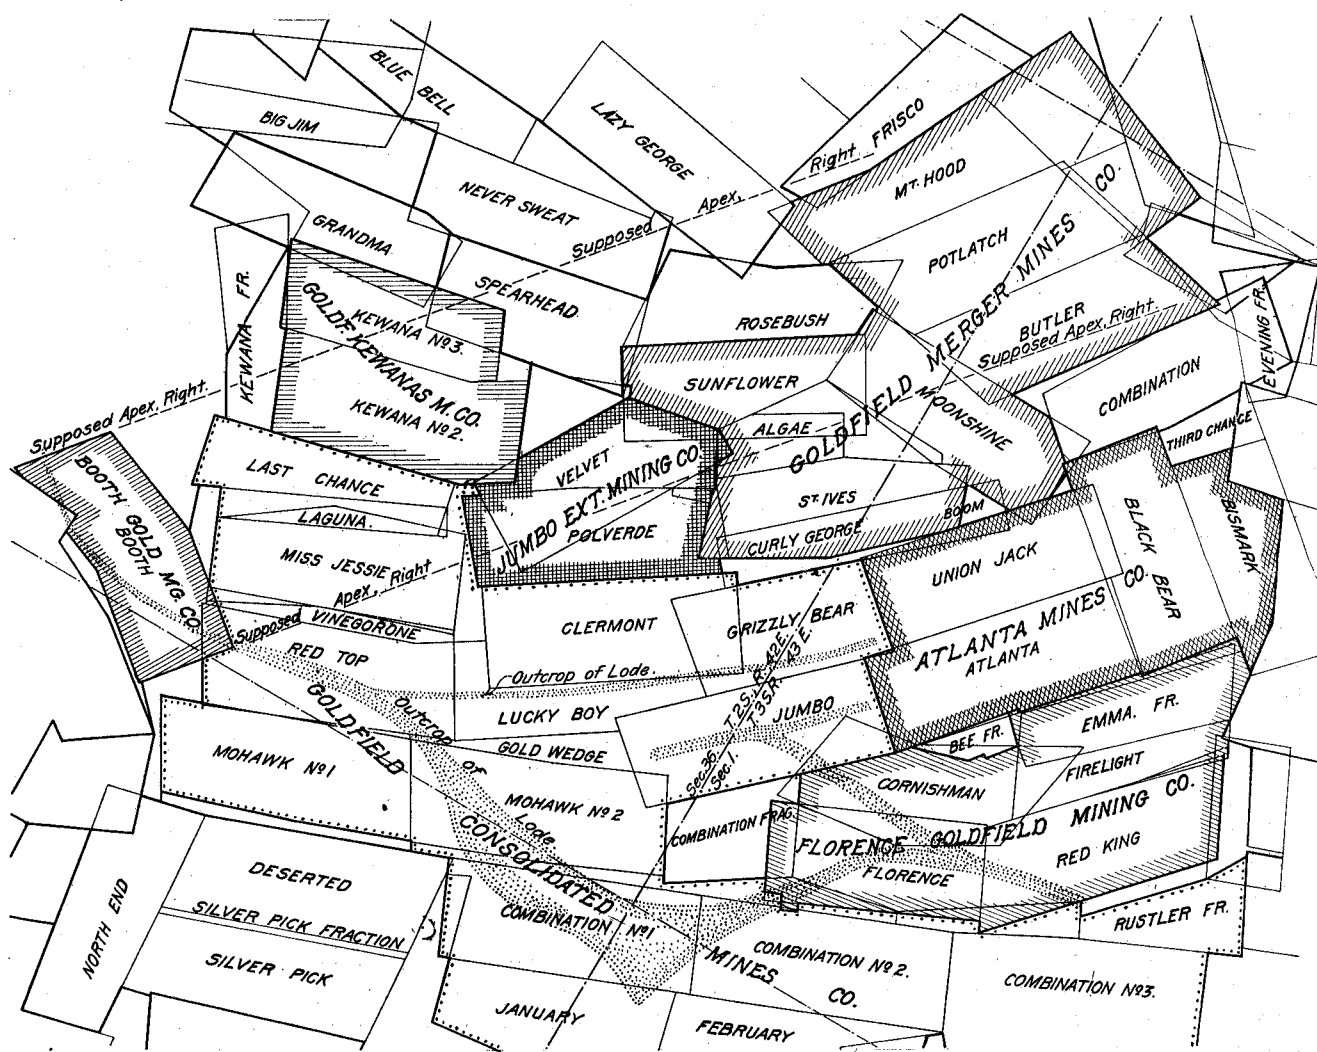 BLUE BELL
BIG JIM
LAZY GEORGE
Right
FRISCO
MT. HOOD
CO.
NEVER SWEAT
Apex,
Supposed
GRANDMA
POTLATCH
MERGER MINES
KEWANA FR.
SPEARHEAD
KEWANA Nº3.
GOLDF. KEWANAS M. CO.
ROSEBUSH
BUTLER
Supposed Apex, Right
EVENING FR.
SUNFLOWER
GOLDFIELD
MOONSHINE
COMBINATION
KEWANA Nº2.
Supposed Apex, Right.
ALGAE
THIRD CHANCE
BOOTH GOLD MG. CO.
BOOTH
LAST CHANCE
VELVET
JUMBO EXT. MINING CO.
ST. IVES
BLACK BEAR
BISMARK
LAGUNA.
POLVERDE
CURLY GEORGE
BOOM
MISS JESSIE
Apex, Right
UNION JACK
ATLANTA MINES CO.
ATLANTA
Supposed
VINEGORONE
CLERMONT
GRIZZLY BEAR
RED TOP
Outcrop of Lode.
Sec. 36, T. 2 S., R. 42 E.
Sec. 1. T. 3 S. R. 43 E.
GOLDFIELD
Outcrop of Lode
LUCKY BOY
JUMBO
BEE FR.
EMMA. FR.
MOHAWK Nº1
GOLD WEDGE
FIRELIGHT
CORNISHMAN
MOHAWK Nº2
COMBINATION FRAC.
FLORENCE GOLDFIELD MINING CO.
RED KING
CONSOLIDATED
FLORENCE
DESERTED
NORTH END
SILVER PICK FRACTION
COMBINATION Nº1
RUSTLER FR.
SILVER PICK
MINES CO.
COMBINATION Nº2.
COMBINATION Nº3.
JANUARY
FEBRUARY